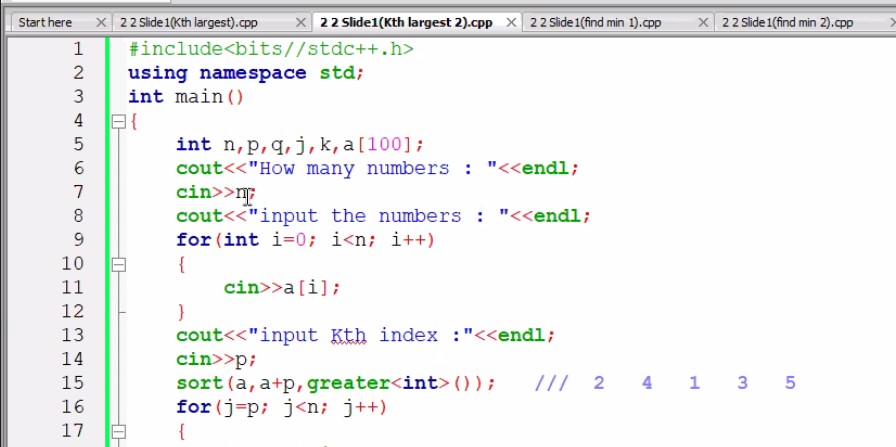 Start here 2 2 Slide1(Kth largest).cpp 2 2 Slide1(Kth largest 2).cpp 2 2 Slide1(find min 1).cpp 2 2 Slide1(find min 2).cpp
1 #include<bits//stdc++.h>
2 using namespace std;
3 int main()
4 {
5 int n,p,q,j,k,a[100];
6 cout<<"How many numbers : "<<endl;
7 cin>>n;
8 cout<<"input the numbers : "<<endl;
9 for(int i=0; i<n; i++)
10 {
11 cin>>a[i];
12 }
13 cout<<"input Kth index :"<<endl;
14 cin>>p;
15 sort(a,a+p,greater<int>()); /// 2 4 1 3 5
16 for(j=p; j<n; j++)
17 {